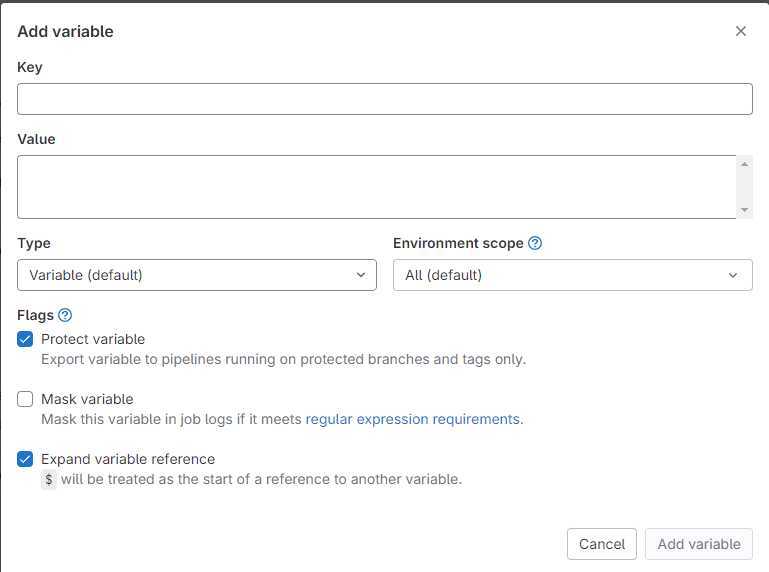 Add variable
Key
Value
Type
Environment scope
Variable (default)
All (default)
Flags
Protect variable
Export variable to pipelines running on protected branches and tags only.
Mask variable
Mask this variable in job logs if it meets regular expression requirements.
Expand variable reference
$ will be treated as the start of a reference to another variable.
Cancel
Add variable